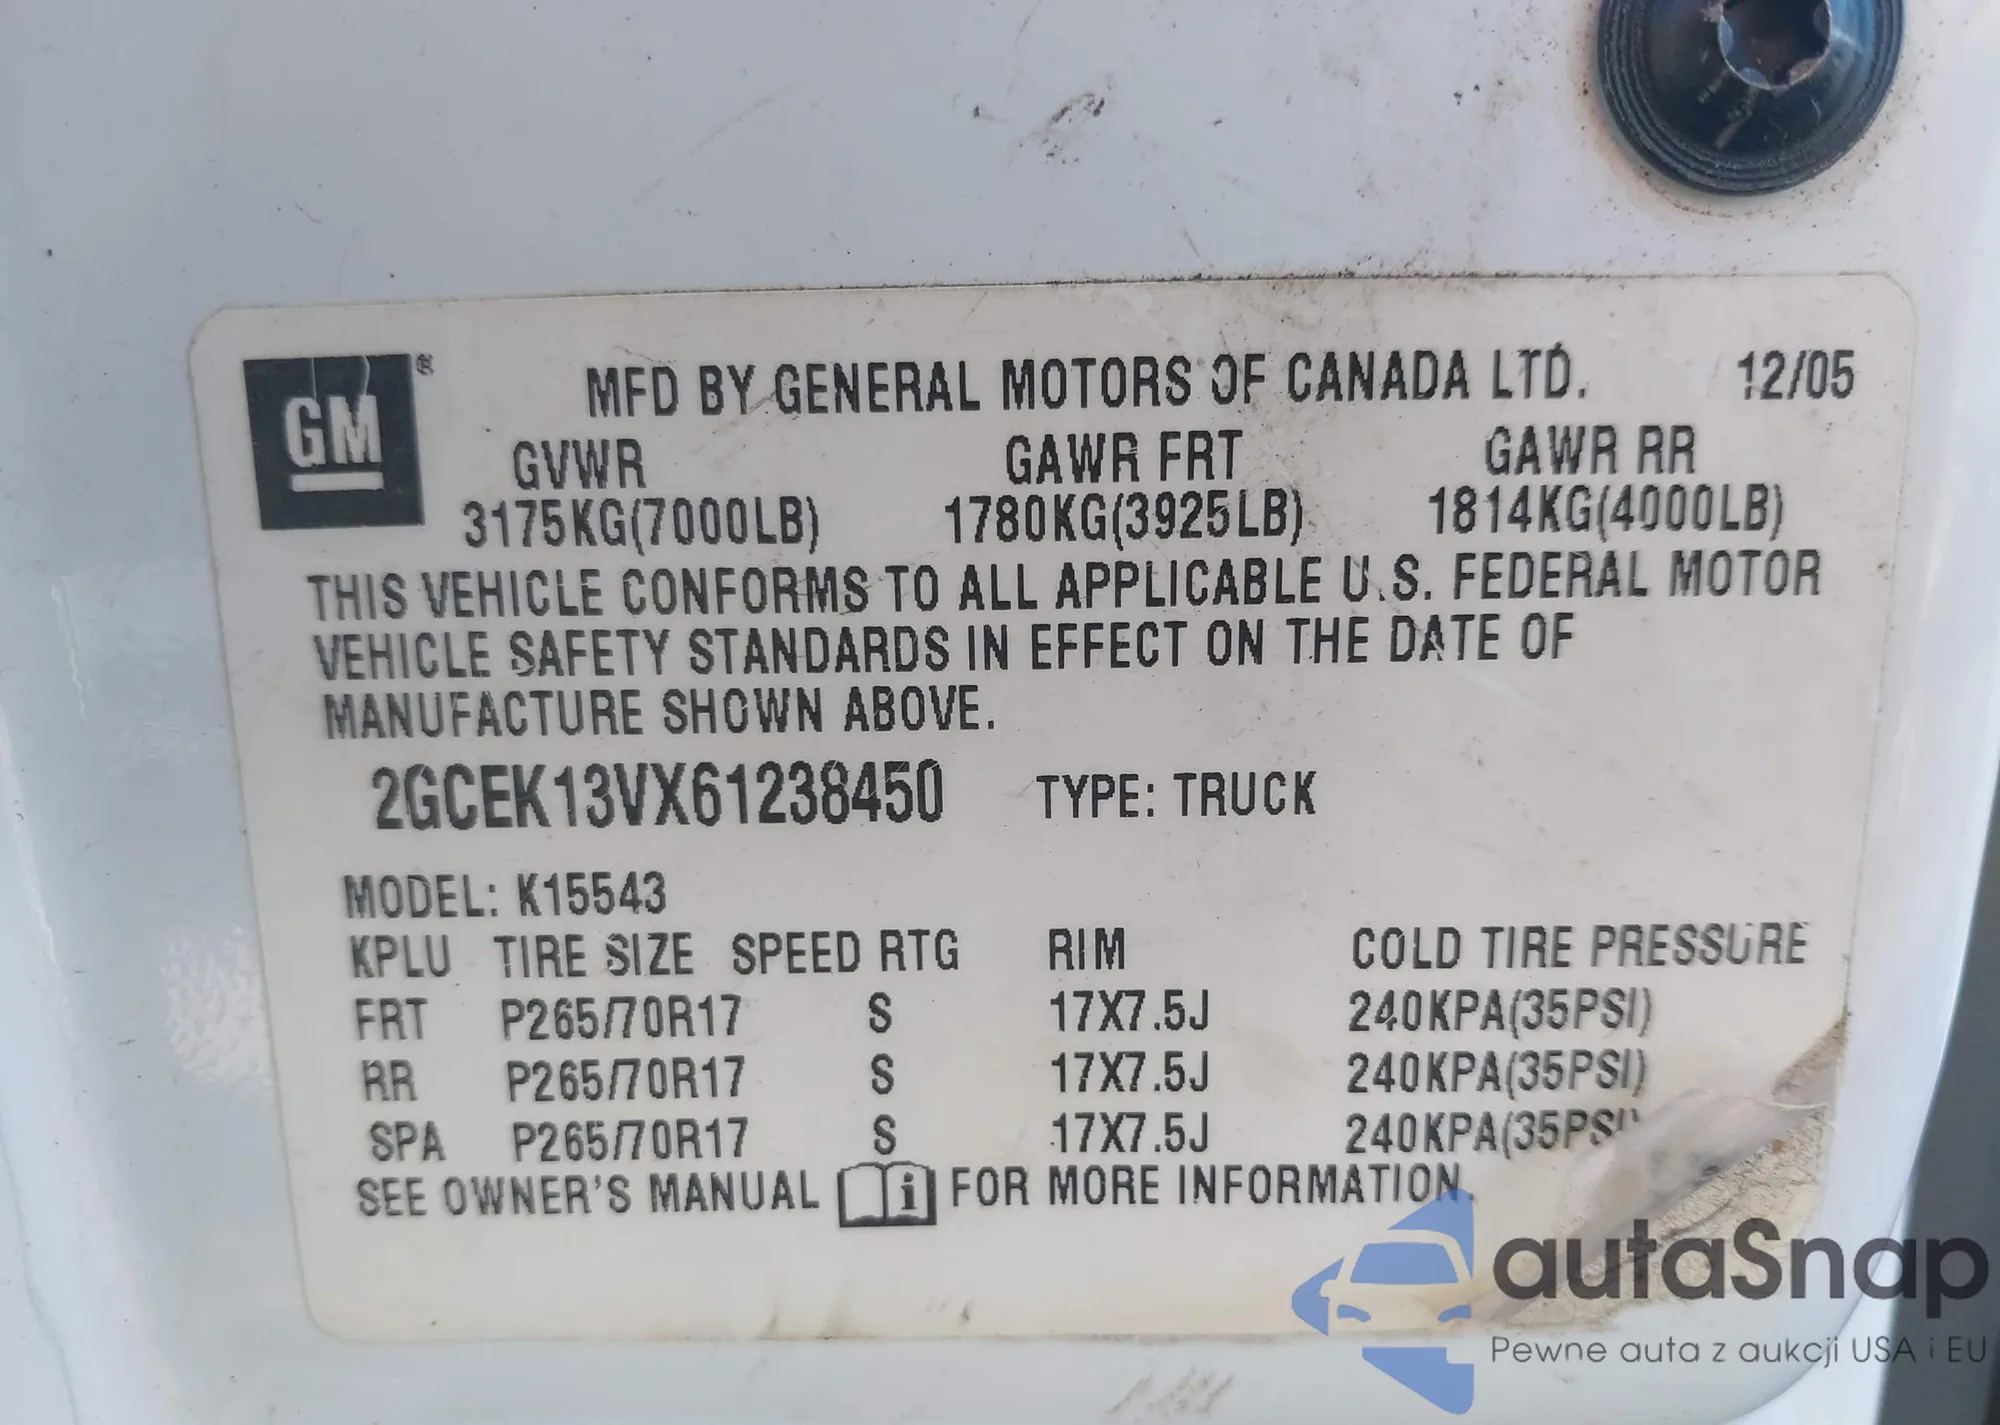 GM®
MFD BY GENERAL MOTORS OF CANADA LTD. 12/05
GVWR GAWR FRT GAWR RR
3175KG(7000LB) 1780KG(3925LB) 1814KG(4000LB)
THIS VEHICLE CONFORMS TO ALL APPLICABLE U.S. FEDERAL MOTOR
VEHICLE SAFETY STANDARDS IN EFFECT ON THE DATE OF
MANUFACTURE SHOWN ABOVE.
2GCEK13VX61238450 TYPE: TRUCK
MODEL: K15543
KPLU TIRE SIZE SPEED RTG RIM COLD TIRE PRESSURE
FRT P265/70R17 S 17X7.5J 240KPA(35PSI)
RR P265/70R17 S 17X7.5J 240KPA(35PSI)
SPA P265/70R17 S 17X7.5J 240KPA(35PSI)
SEE OWNER'S MANUAL i FOR MORE INFORMATION.
autaSnap
Pewne auta z aukcji USA i EU